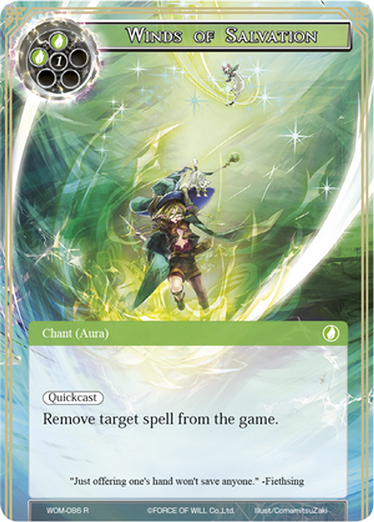 Winds of Salvation
1
Chant (Aura)
Quickcast
Remove target spell from the game.
"Just offering one's hand won't save anyone." -Fiethsing
WOM-086 R ©FORCE OF WILL Co.,Ltd. Illust/ComamitsuZaki